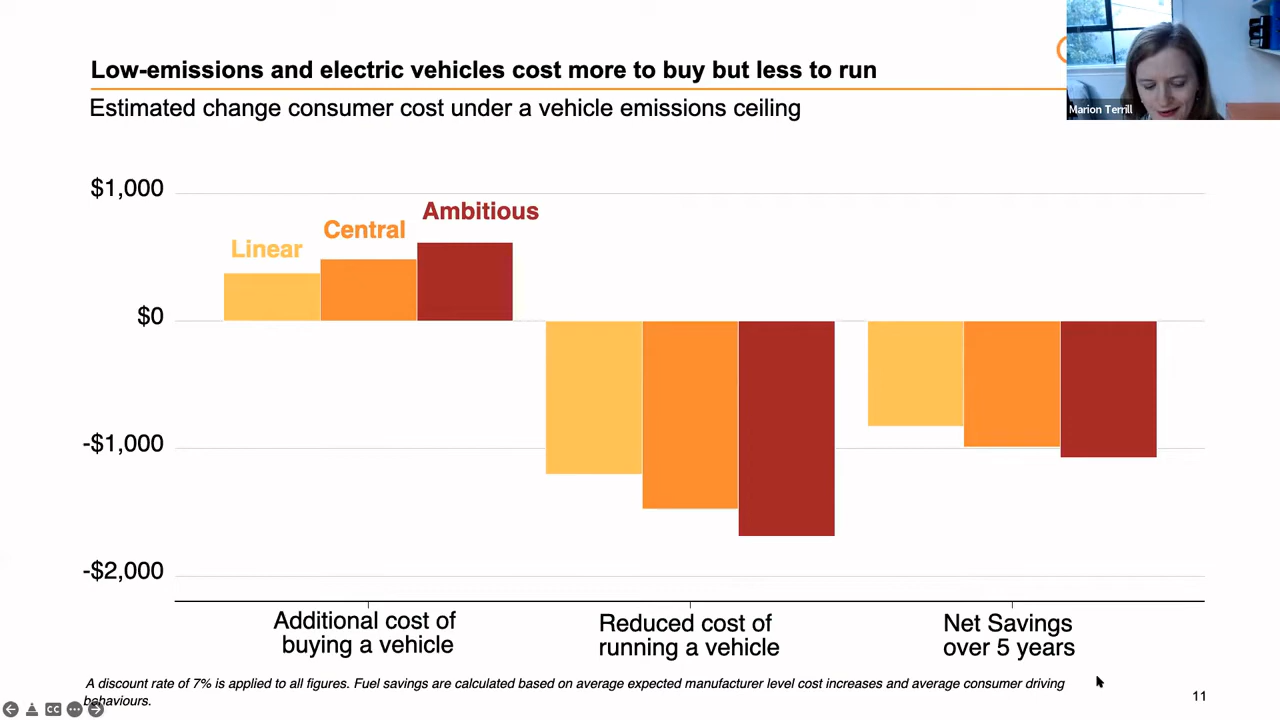 Low-emissions and electric vehicles cost more to buy but less to run
Estimated change consumer cost under a vehicle emissions ceiling
Marion Terrill
$1,000
Linear
Central
Ambitious
$0
-$1,000
-$2,000
Additional cost of
buying a vehicle
Reduced cost of
running a vehicle
Net Savings
over 5 years
A discount rate of 7% is applied to all figures. Fuel savings are calculated based on average expected manufacturer level cost increases and average consumer driving
behaviours.
CC
11